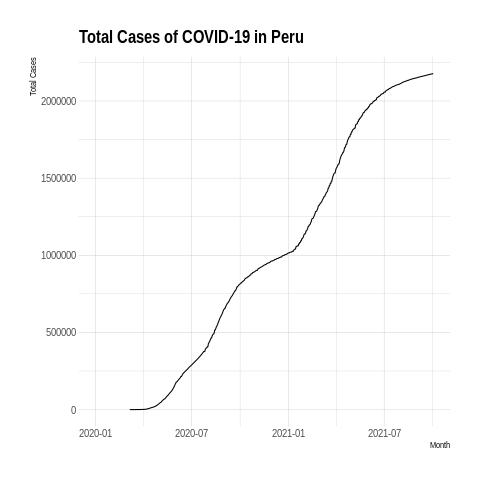 Total Cases of COVID-19 in Peru
Total Cases
2000000
1500000
1000000
500000
0
2020-01 2020-07 2021-01 2021-07
Month